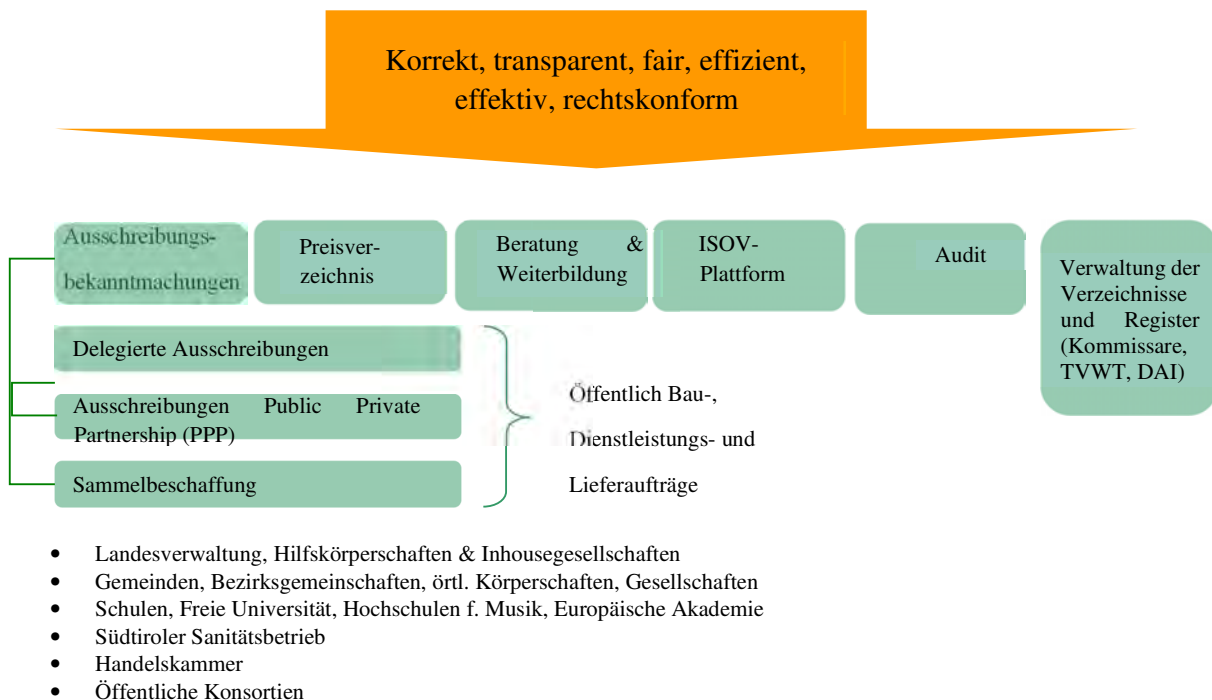 Korrekt, transparent, fair, effizient,
effektiv, rechtskonform
Ausschreibungs-
bekanntmachungen
Preisver-
zeichnis
Beratung &
Weiterbildung
ISOV-
Plattform
Audit
Verwaltung der
Verzeichnisse
und Register
(Kommissare,
TVWT, DAI)
Delegierte Ausschreibungen
Ausschreibungen Public Private
Partnership (PPP)
Sammelbeschaffung
Öffentlich Bau-,
Dienstleistungs- und
Lieferaufträge
• Landesverwaltung, Hilfskörperschaften & Inhousegesellschaften
• Gemeinden, Bezirksgemeinschaften, örtl. Körperschaften, Gesellschaften
• Schulen, Freie Universität, Hochschulen f. Musik, Europäische Akademie
• Südtiroler Sanitätsbetrieb
• Handelskammer
• Öffentliche Konsortien